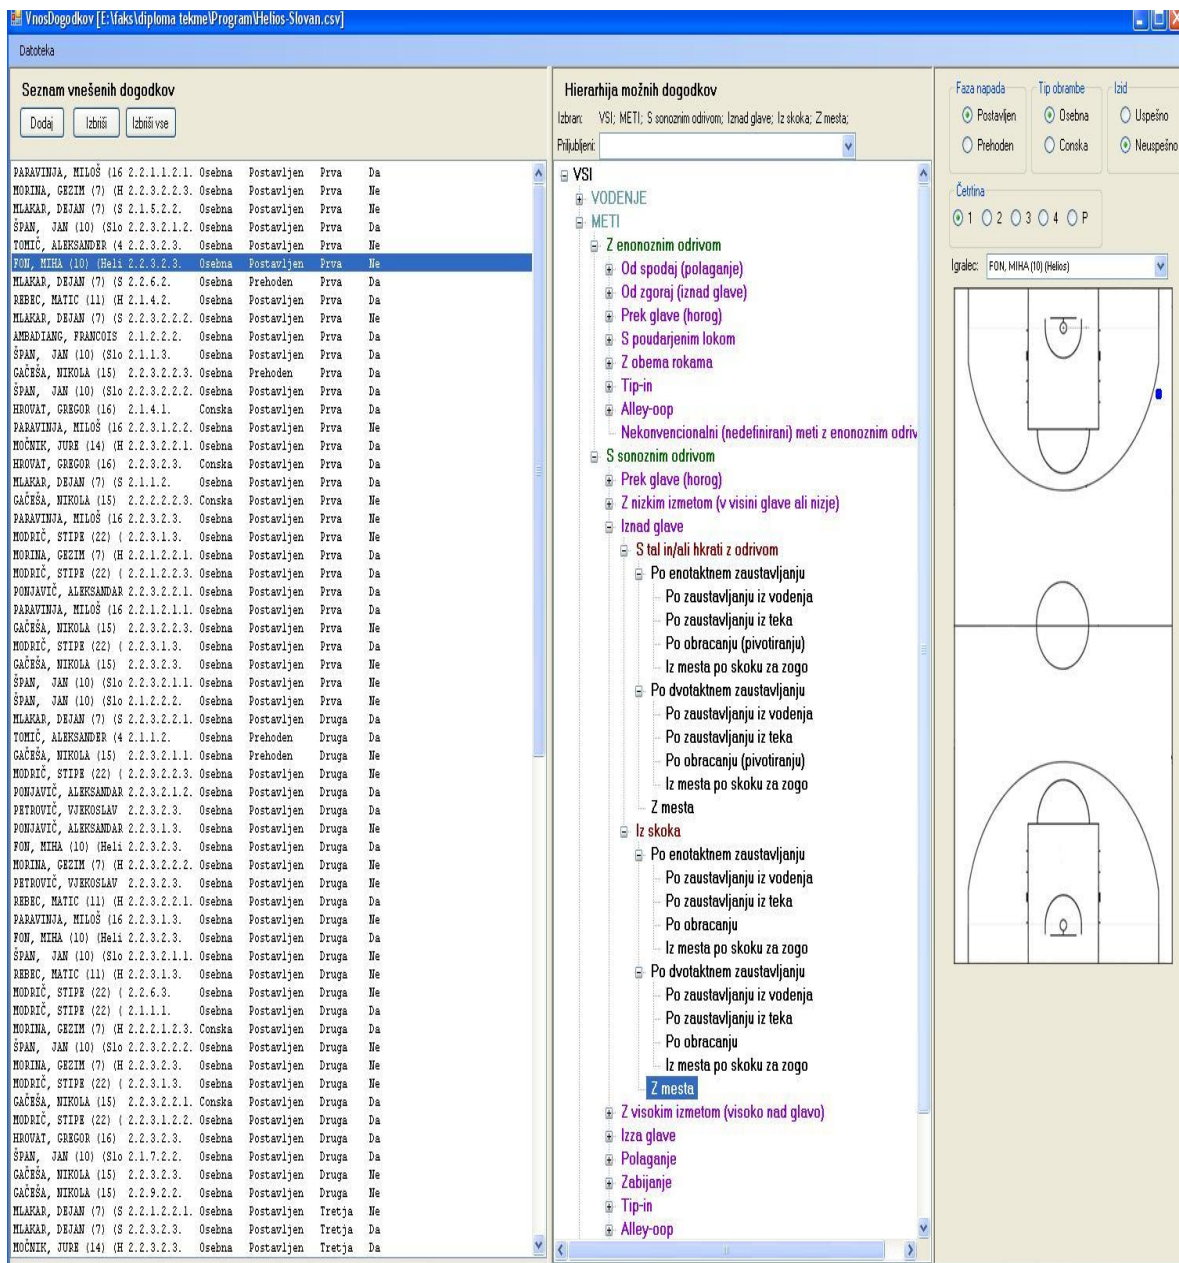 VnosDogodkov [E:\faks\diploma tekme\Program\Helios-Slovan.csv]
Datoteka
Seznam vnešenih dogodkov
Dodaj Izbriši Izbriši vse
PARAVINJA, MILOŠ (16 2.2.1.1.2.1. Osebna Postavljen Prva Da
MORINA, GEZIM (7) (H 2.2.3.2.2.3. Osebna Postavljen Prva Ne
MLAKAR, DEJAN (7) (S 2.1.5.2.2. Osebna Postavljen Prva Ne
ŠPAN, JAN (10) (Slo 2.2.3.2.1.2. Osebna Postavljen Prva Da
TOMIČ, ALEKSANDER (4 2.2.3.2.3. Osebna Postavljen Prva Ne
FON, MIHA (10) (Heli 2.2.3.2.3. Osebna Postavljen Prva Ne
MLAKAR, DEJAN (7) (S 2.2.6.2. Osebna Prehoden Prva Da
REBEC, MATIC (11) (H 2.1.4.2. Osebna Postavljen Prva Da
MLAKAR, DEJAN (7) (S 2.2.3.2.2.2. Osebna Postavljen Prva Ne
AMBADIANG, FRANCOIS 2.1.2.2.2. Osebna Postavljen Prva Da
ŠPAN, JAN (10) (Slo 2.1.1.3. Osebna Postavljen Prva Da
GAČEŠA, NIKOLA (15) 2.2.3.2.2.3. Osebna Prehoden Prva Da
ŠPAN, JAN (10) (Slo 2.2.3.2.2.2. Osebna Postavljen Prva Da
HROVAT, GREGOR (16) 2.1.4.1. Conska Postavljen Prva Da
PARAVINJA, MILOŠ (16 2.2.3.1.2.2. Osebna Postavljen Prva Da
MOČNIK, JURE (14) (H 2.2.3.2.2.1. Osebna Postavljen Prva Da
HROVAT, GREGOR (16) 2.2.3.2.3. Conska Postavljen Prva Da
MLAKAR, DEJAN (7) (S 2.1.1.2. Osebna Postavljen Prva Da
GAČEŠA, NIKOLA (15) 2.2.2.2.2.3. Conska Postavljen Prva Ne
PARAVINJA, MILOŠ (16 2.2.3.2.3. Osebna Postavljen Prva Ne
MODRIČ, STIPE (22) ( 2.2.3.1.3. Osebna Postavljen Prva Ne
MORINA, GEZIM (7) (H 2.2.1.2.2.1. Osebna Postavljen Prva Da
MODRIČ, STIPE (22) ( 2.2.1.2.2.3. Osebna Postavljen Prva Da
PONJAVIČ, ALEKSANDAR 2.2.3.2.2.1. Osebna Postavljen Prva Da
PARAVINJA, MILOŠ (16 2.2.1.2.1.1. Osebna Postavljen Prva Da
GAČEŠA, NIKOLA (15) 2.2.3.2.2.3. Osebna Postavljen Prva Ne
MODRIČ, STIPE (22) ( 2.2.3.1.3. Osebna Postavljen Prva Da
GAČEŠA, NIKOLA (15) 2.2.3.2.3. Osebna Postavljen Prva Ne
ŠPAN, JAN (10) (Slo 2.2.3.2.1.1. Osebna Postavljen Prva Ne
ŠPAN, JAN (10) (Slo 2.1.2.2.2. Osebna Postavljen Prva Ne
MLAKAR, DEJAN (7) (S 2.2.3.2.2.1. Osebna Postavljen Druga Da
TOMIČ, ALEKSANDER (4 2.1.1.2. Osebna Prehoden Druga Da
GAČEŠA, NIKOLA (15) 2.2.3.2.1.1. Osebna Prehoden Druga Ne
MODRIČ, STIPE (22) ( 2.2.3.2.2.3. Osebna Postavljen Druga Ne
PONJAVIČ, ALEKSANDAR 2.2.3.2.1.2. Osebna Postavljen Druga Da
PETROVIČ, VJEKOSLAV 2.2.3.2.3. Osebna Postavljen Druga Da
PONJAVIČ, ALEKSANDAR 2.2.3.1.3. Osebna Postavljen Druga Ne
FON, MIHA (10) (Heli 2.2.3.2.3. Osebna Postavljen Druga Da
MORINA, GEZIM (7) (H 2.2.3.2.2.2. Osebna Postavljen Druga Ne
PETROVIČ, VJEKOSLAV 2.2.3.2.3. Osebna Postavljen Druga Ne
REBEC, MATIC (11) (H 2.2.3.2.2.1. Osebna Postavljen Druga Da
PARAVINJA, MILOŠ (16 2.2.3.1.3. Osebna Postavljen Druga Ne
FON, MIHA (10) (Heli 2.2.3.2.3. Osebna Postavljen Druga Da
ŠPAN, JAN (10) (Slo 2.2.3.2.1.1. Osebna Postavljen Druga Ne
REBEC, MATIC (11) (H 2.2.3.1.3. Osebna Postavljen Druga Ne
MODRIČ, STIPE (22) ( 2.2.6.3. Osebna Postavljen Druga Ne
MODRIČ, STIPE (22) ( 2.1.1.1. Osebna Postavljen Druga Da
MORINA, GEZIM (7) (H 2.2.2.1.2.3. Conska Postavljen Druga Da
ŠPAN, JAN (10) (Slo 2.2.3.2.2.2. Osebna Postavljen Druga Ne
MORINA, GEZIM (7) (H 2.2.3.2.3. Osebna Postavljen Druga Ne
MODRIČ, STIPE (22) ( 2.2.3.1.3. Osebna Postavljen Druga Ne
GAČEŠA, NIKOLA (15) 2.2.3.2.2.1. Conska Postavljen Druga Ne
MODRIČ, STIPE (22) ( 2.2.3.1.2.2. Osebna Postavljen Druga Da
HROVAT, GREGOR (16) 2.2.3.2.3. Osebna Postavljen Druga Da
ŠPAN, JAN (10) (Slo 2.1.7.2.2. Osebna Postavljen Druga Da
GAČEŠA, NIKOLA (15) 2.2.3.2.3. Osebna Postavljen Druga Ne
GAČEŠA, NIKOLA (15) 2.2.9.2.2. Osebna Postavljen Druga Ne
MLAKAR, DEJAN (7) (S 2.2.1.2.2.1. Osebna Postavljen Tretja Ne
MLAKAR, DEJAN (7) (S 2.2.3.2.3. Osebna Postavljen Tretja Da
MOČNIK, JURE (14) (H 2.2.3.2.3. Osebna Postavljen Tretja Da
Hierarhija možnih dogodkov
Izbran: VSI; METI; S sonoznim odrivom; Iznad glave; Iz skoka; Z mesta;
Priljubljeni:
VSI
VODENJE
METI
Z enonoznim odrivom
Od spodaj (polaganje)
Od zgoraj (iznad glave)
Prek glave (horog)
S poudarjenim lokom
Z obema rokama
Tip-in
Alley-oop
Nekonvencionalni (nedefinirani) meti z enonoznim odriv
S sonoznim odrivom
Prek glave (horog)
Z nizkim izmetom (v visini glave ali nizje)
Iznad glave
S tal in/ali hkrati z odrivom
Po enotaktnem zaustavljanju
Po zaustavljanju iz vodenja
Po zaustavljanju iz teka
Po obracanju (pivotiranju)
Iz mesta po skoku za zogo
Po dvotaktnem zaustavljanju
Po zaustavljanju iz vodenja
Po zaustavljanju iz teka
Po obracanju (pivotiranju)
Iz mesta po skoku za zogo
Z mesta
Iz skoka
Po enotaktnem zaustavljanju
Po zaustavljanju iz vodenja
Po zaustavljanju iz teka
Po obracanju
Iz mesta po skoku za zogo
Po dvotaktnem zaustavljanju
Po zaustavljanju iz vodenja
Po zaustavljanju iz teka
Po obracanju
Iz mesta po skoku za zogo
Z mesta
Z visokim izmetom (visoko nad glavo)
Izza glave
Polaganje
Zabijanje
Tip-in
Alley-oop
Faza napada Tip obrambe Izid
Postavljen Osebna Uspešno
Prehoden Conska Neuspešno
Četrtina
1 2 3 4 P
Igralec: FON, MIHA (10) (Helios)